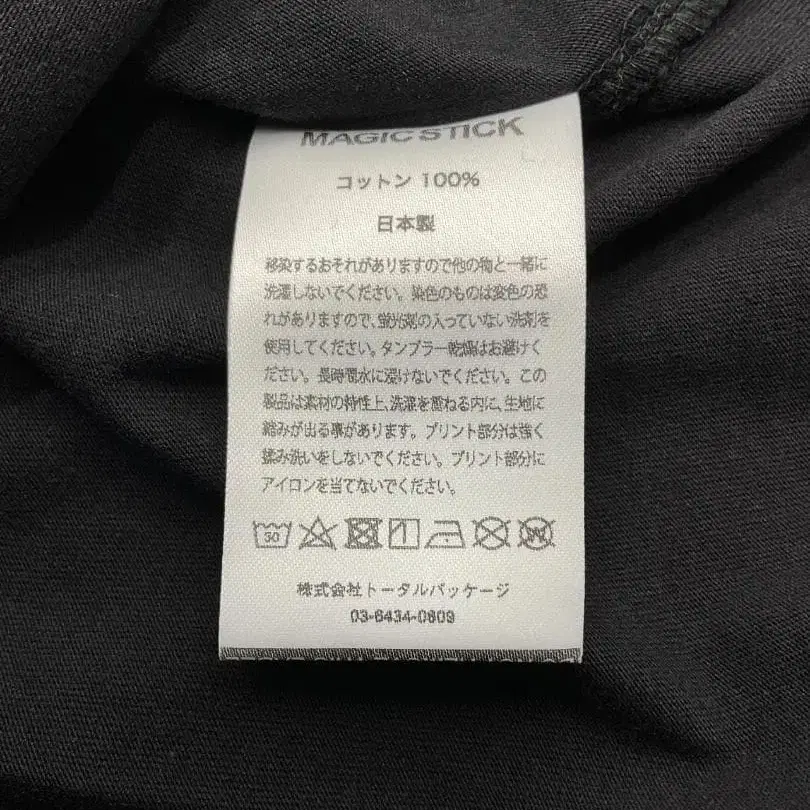 MAGIC STICK
コットン 100%
日本製
移染するおそれがありますので他の物と一緒に
洗濯しないでください。染色のものは変色の恐
れがありますので、蛍光剤の入っていない洗剤を
使用してください。タンブラー乾燥はお避けく
ださい。長時間水に浸けないでください。この
製品は素材の特性上、洗濯を重ねる内に、生地に
縮みが出る事があります。プリント部分は強く
揉み洗いをしないでください。プリント部分に
アイロンを当てないでください。
30
W
株式会社トータルパッケージ
03-6434-0609